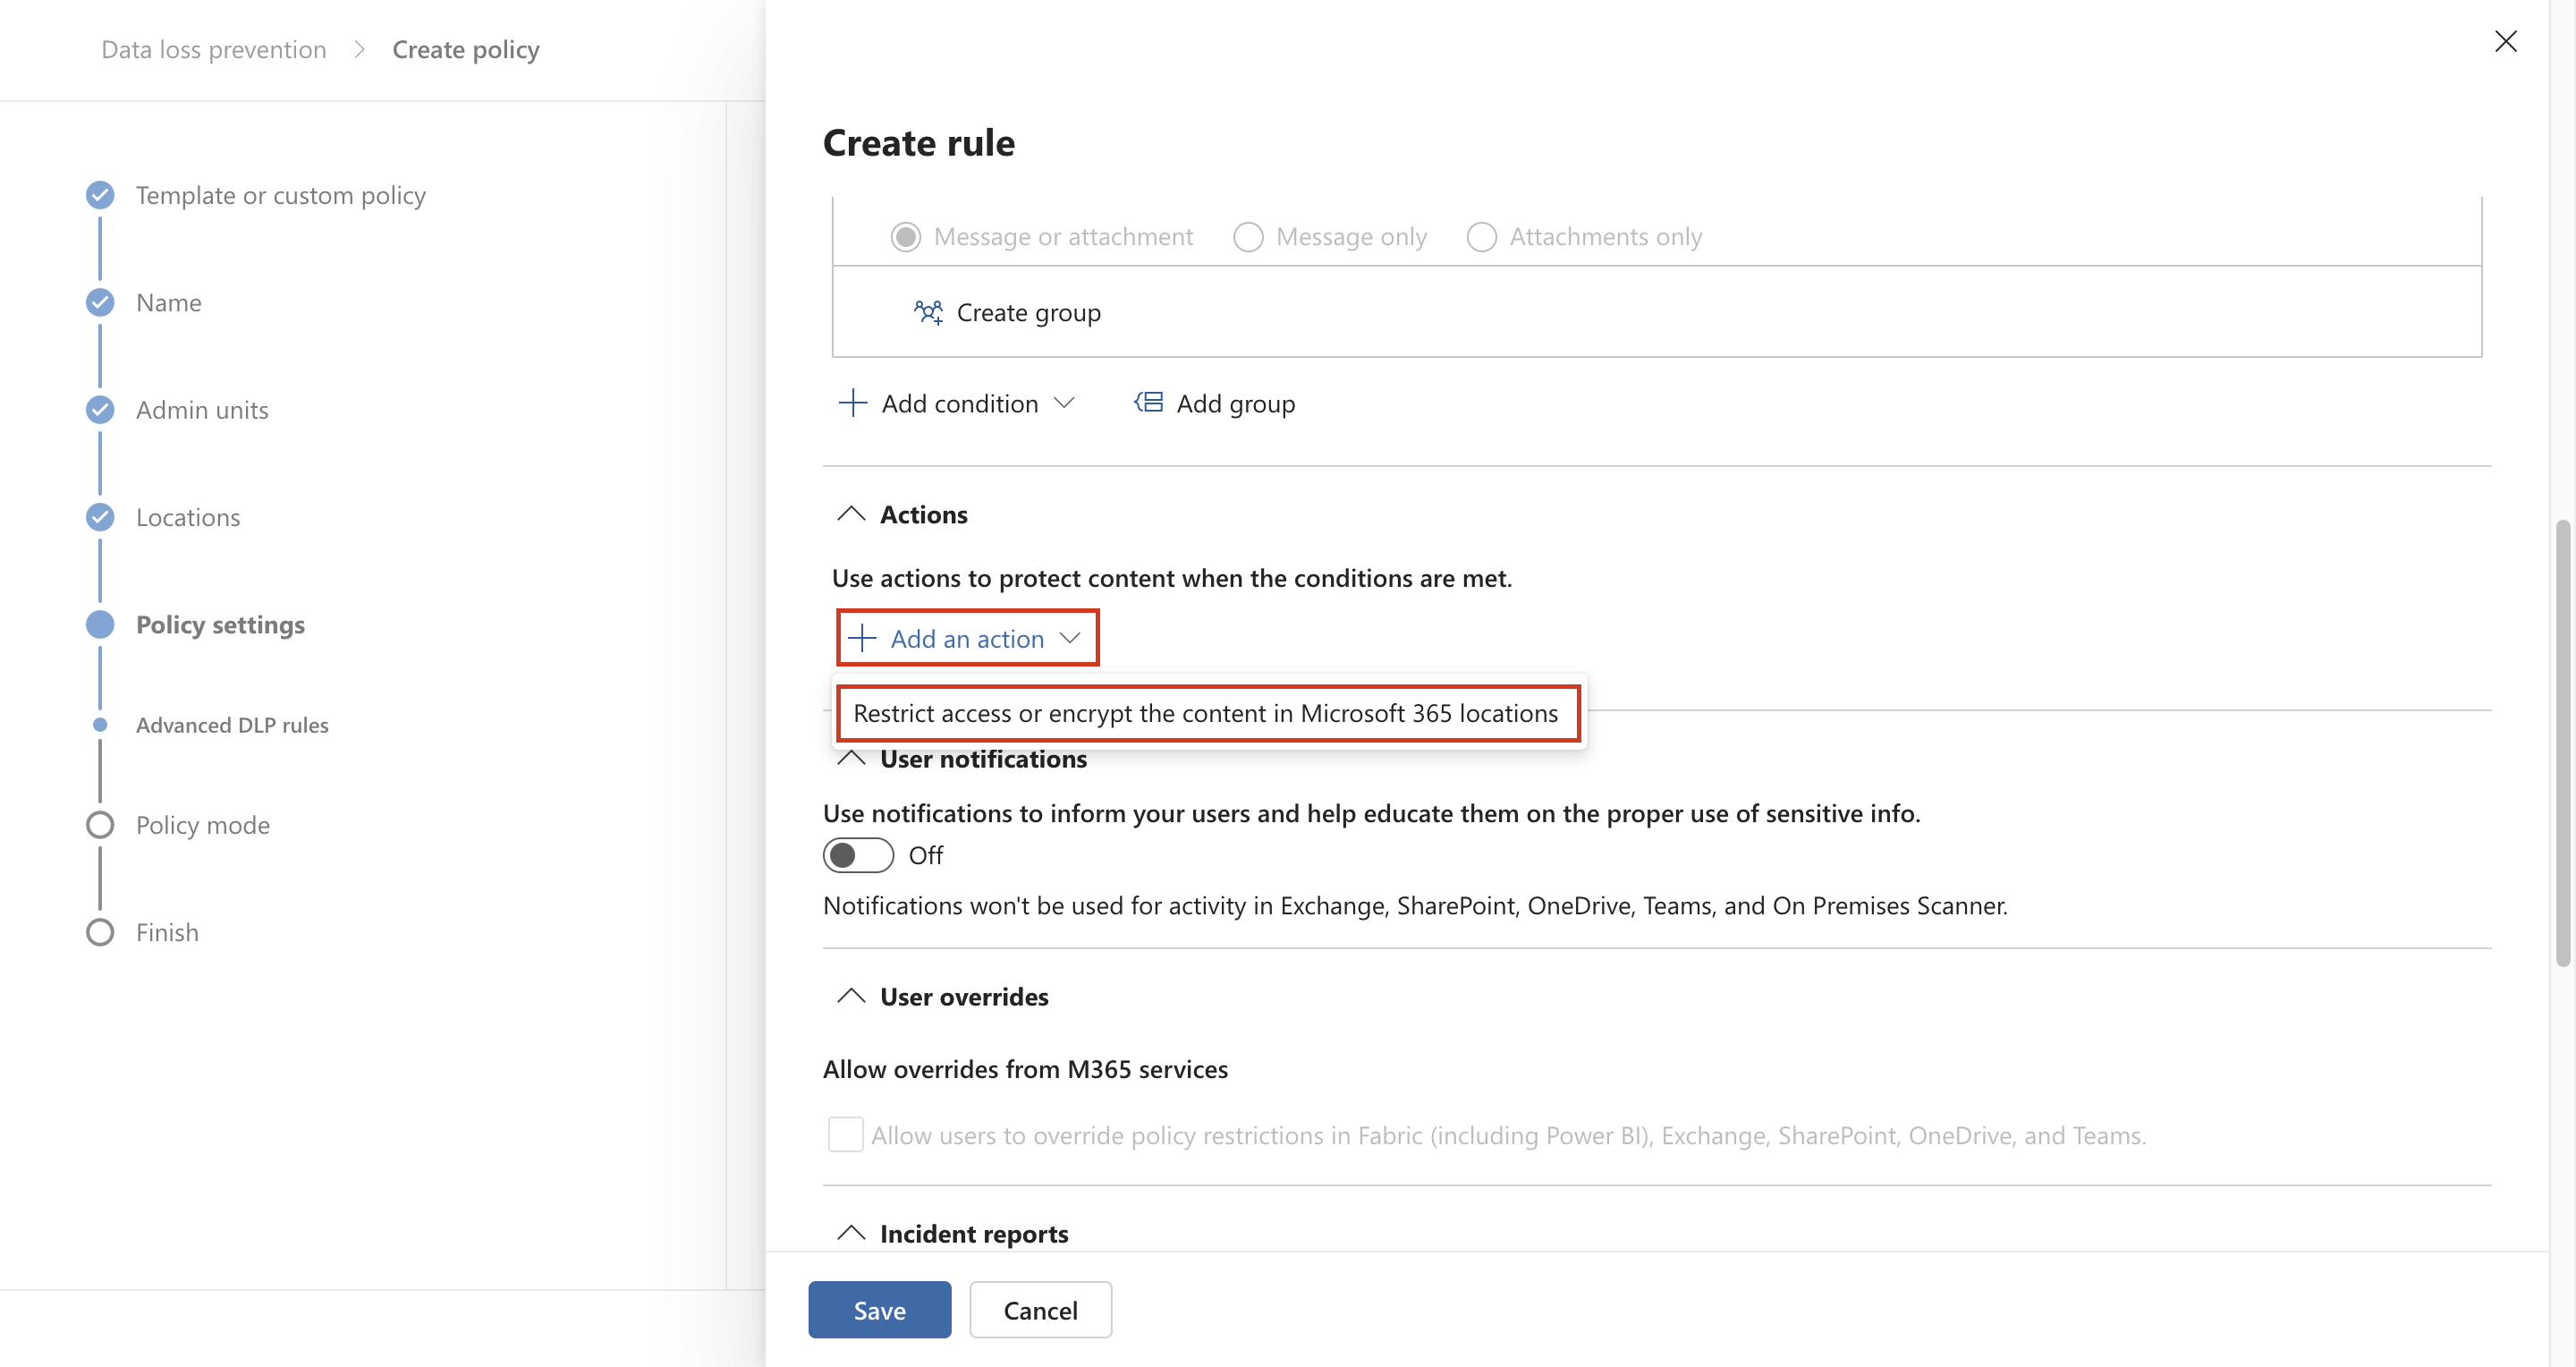 Data loss prevention > Create policy
Template or custom policy
Name
Admin units
Locations
Policy settings
Advanced DLP rules
Policy mode
Finish
Create rule
Message or attachment Message only Attachments only
Create group
Add condition Add group
Actions
Use actions to protect content when the conditions are met.
Add an action
Restrict access or encrypt the content in Microsoft 365 locations
User notifications
Use notifications to inform your users and help educate them on the proper use of sensitive info.
Off
Notifications won't be used for activity in Exchange, SharePoint, OneDrive, Teams, and On Premises Scanner.
User overrides
Allow overrides from M365 services
Allow users to override policy restrictions in Fabric (including Power BI), Exchange, SharePoint, OneDrive, and Teams.
Incident reports
Save Cancel